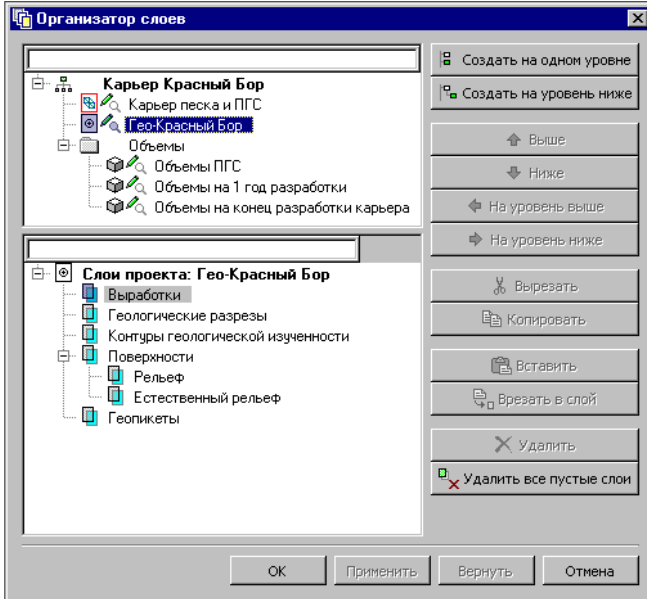 Организатор слоев
Карьер Красный Бор
Карьер песка и ПГС
Гео-Красный Бор
Объемы
Объемы ПГС
Объемы на 1 год разработки
Объемы на конец разработки карьера
Слои проекта: Гео-Красный Бор
Выработки
Геологические разрезы
Контуры геологической изученности
Поверхности
Рельеф
Естественный рельеф
Геопикеты
Создать на одном уровне
Создать на уровень ниже
Выше
Ниже
На уровень выше
На уровень ниже
Вырезать
Копировать
Вставить
Врезать в слой
Удалить
Удалить все пустые слои
ОК
Применить
Вернуть
Отмена